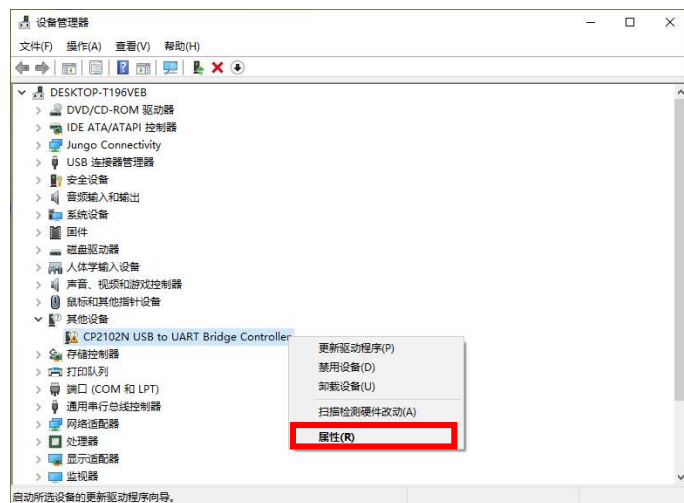 设备管理器
文件(F) 操作(A) 查看(V) 帮助(H)
DESKTOP-T196VEB
DVD/CD-ROM 驱动器
IDE ATA/ATAPI 控制器
Jungo Connectivity
USB 连接器管理器
安全设备
音频输入和输出
系统设备
固件
磁盘驱动器
人体学输入设备
声音、视频和游戏控制器
鼠标和其他指针设备
其他设备
CP2102N USB to UART Bridge Controller
更新驱动程序(P)
禁用设备(D)
卸载设备(U)
扫描检测硬件改动(A)
属性(R)
存储控制器
打印队列
端口 (COM 和 LPT)
通用串行总线控制器
网络适配器
处理器
显示适配器
监视器
启动所选设备的更新驱动程序向导。